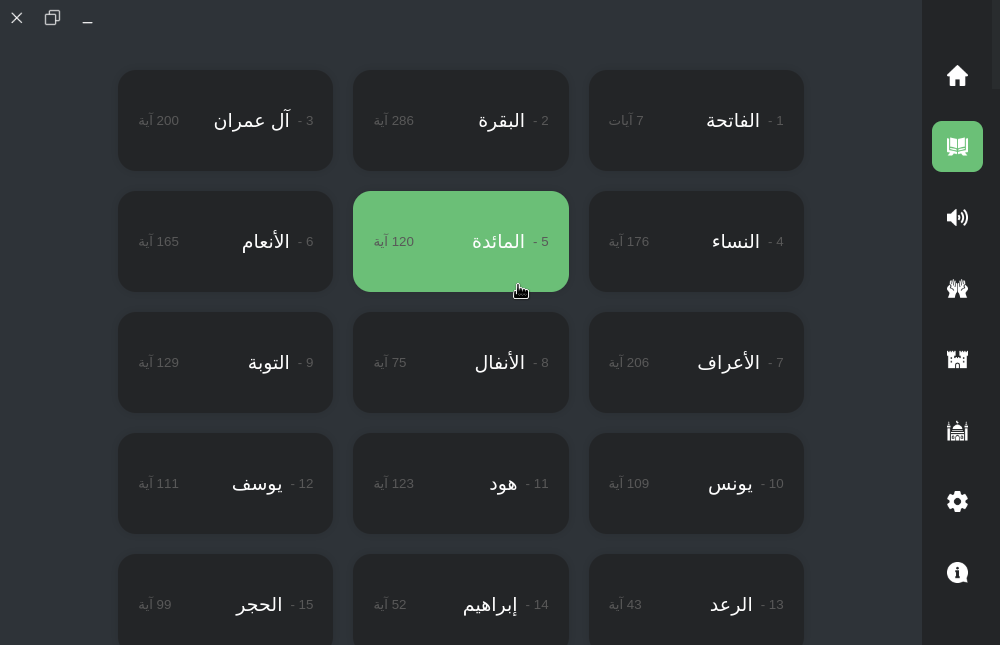 1 - الفاتحة 7 آيات
2 - البقرة 286 آية
3 - آل عمران 200 آية
4 - النساء 176 آية
5 - المائدة 120 آية
6 - الأنعام 165 آية
7 - الأعراف 206 آية
8 - الأنفال 75 آية
9 - التوبة 129 آية
10 - يونس 109 آية
11 - هود 123 آية
12 - يوسف 111 آية
13 - الرعد 43 آية
14 - إبراهيم 52 آية
15 - الحجر 99 آية